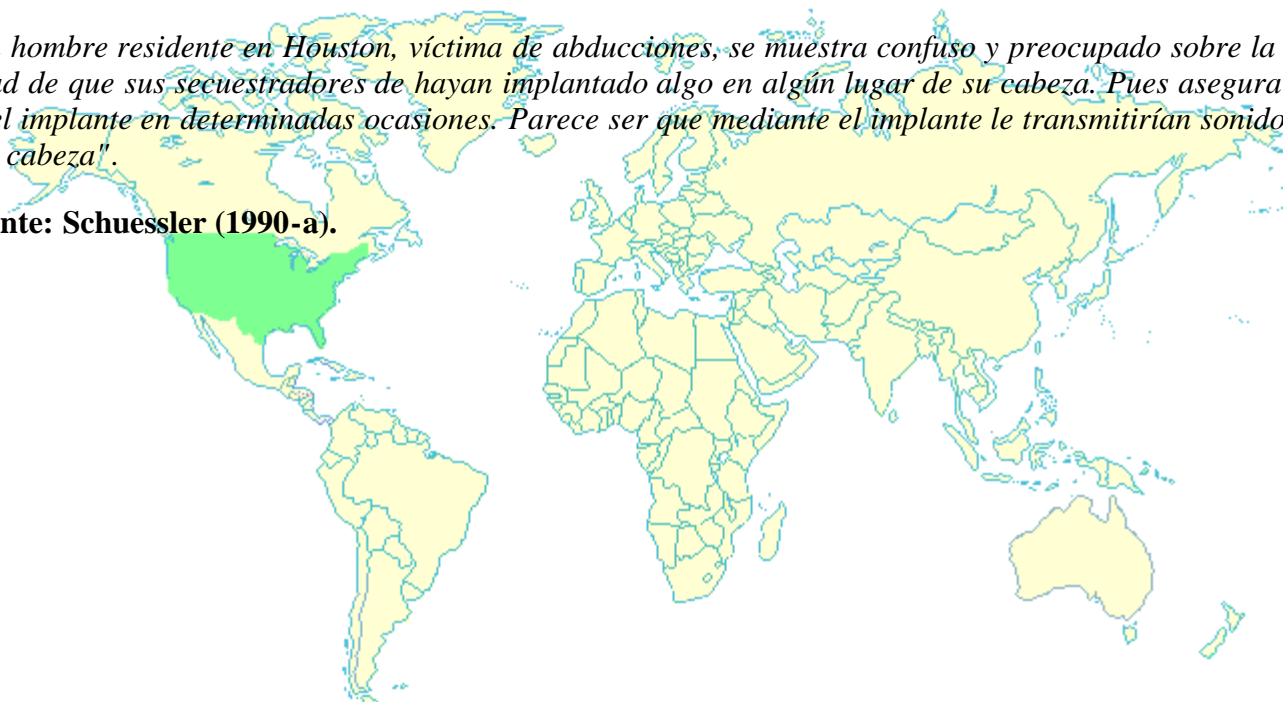 hombre residente en Houston, víctima de abducciones, se muestra confuso y preocupado sobre la
ad de que sus secuestradores de hayan implantado algo en algún lugar de su cabeza. Pues asegura
el implante en determinadas ocasiones. Parece ser que mediante el implante le transmitirían sonido
cabeza".
nte: Schuessler (1990-a).